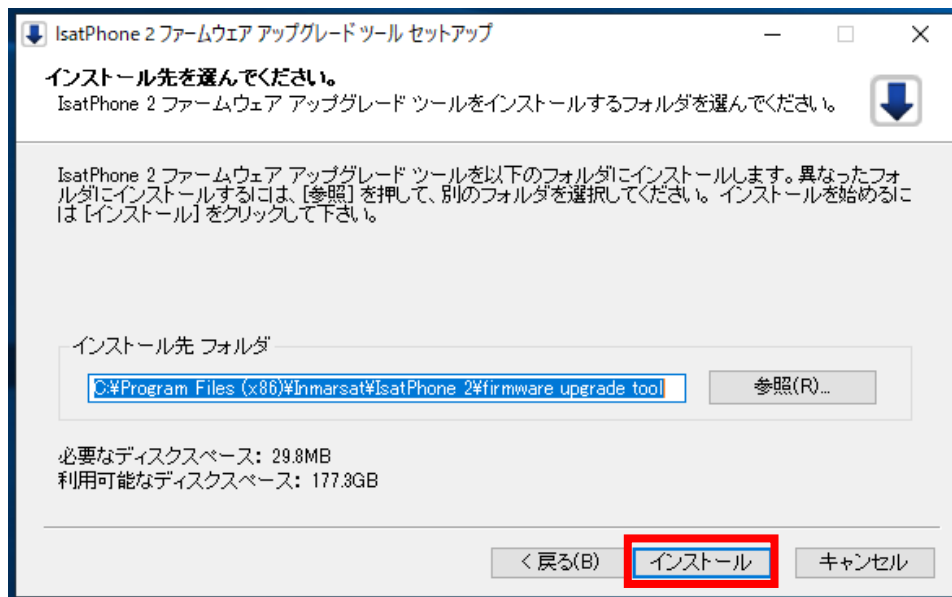 IsatPhone 2 ファームウェア アップグレード ツール セットアップ
インストール先を選んでください。
IsatPhone 2 ファームウェア アップグレード ツールをインストールするフォルダを選んでください。
IsatPhone 2 ファームウェア アップグレード ツールを以下のフォルダにインストールします。異なったフォ
ルダにインストールするには、[参照] を押して、別のフォルダを選択してください。 インストールを始めるに
は [インストール] をクリックして下さい。
インストール先 フォルダ
C:¥Program Files (x86)¥Inmarsat¥IsatPhone 2¥firmware upgrade tool
参照(R)...
必要なディスクスペース: 29.8MB
利用可能なディスクスペース: 177.3GB
< 戻る(B)
インストール
キャンセル